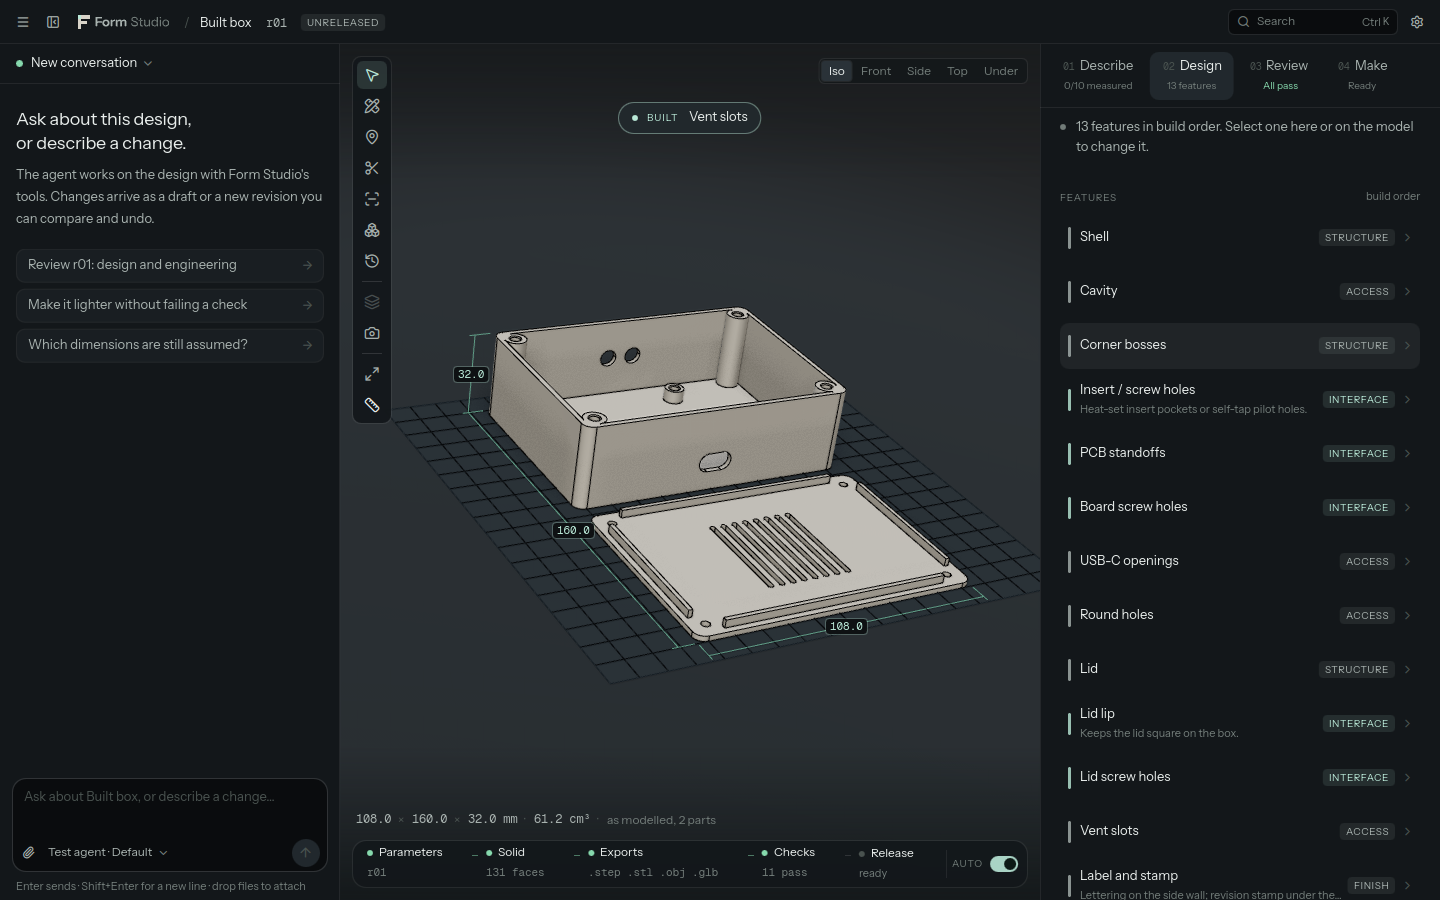 Form Studio / Built box r01 UNRELEASED
Search Ctrl K
New conversation
Ask about this design,
or describe a change.
The agent works on the design with Form Studio's
tools. Changes arrive as a draft or a new revision you
can compare and undo.
Review r01: design and engineering
Make it lighter without failing a check
Which dimensions are still assumed?
Ask about Built box, or describe a change...
Test agent · Default
Enter sends · Shift+Enter for a new line · drop files to attach
Iso Front Side Top Under
BUILT Vent slots
32.0
160.0
108.0
108.0 × 160.0 × 32.0 mm · 61.2 cm³ · as modelled, 2 parts
Parameters
r01
Solid
131 faces
Exports
.step .stl .obj .glb
Checks
11 pass
Release
ready
AUTO
01 Describe
0/10 measured
02 Design
13 features
03 Review
All pass
04 Make
Ready
13 features in build order. Select one here or on the model
to change it.
FEATURES build order
Shell STRUCTURE
Cavity ACCESS
Corner bosses STRUCTURE
Insert / screw holes INTERFACE
Heat-set insert pockets or self-tap pilot holes.
PCB standoffs INTERFACE
Board screw holes INTERFACE
USB-C openings ACCESS
Round holes ACCESS
Lid STRUCTURE
Lid lip INTERFACE
Keeps the lid square on the box.
Lid screw holes INTERFACE
Vent slots ACCESS
Label and stamp FINISH
Lettering on the side wall; revision stamp under the...